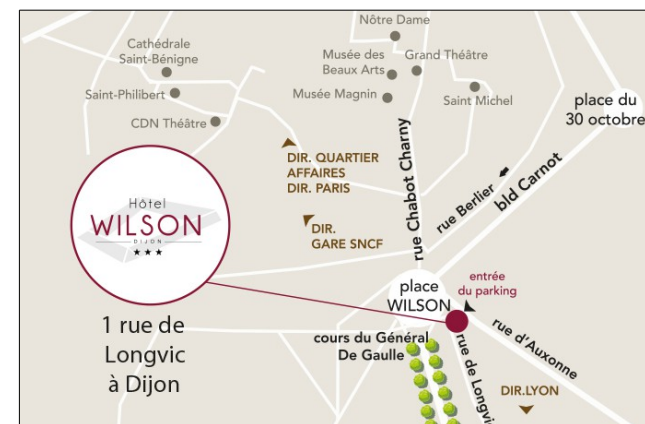 Nôtre Dame
Cathédrale
Saint-Bénigne
Musée des
Beaux Arts
Grand Théâtre
Saint-Philibert
Musée Magnin
Saint Michel
place du
30 octobre
CDN Théâtre
DIR. QUARTIER
AFFAIRES
DIR. PARIS
rue Chabot Charny
rue Berlier
bld Carnot
Hôtel
WILSON
DIJON
DIR.
GARE SNCF
place
WILSON
entrée
du parking
1 rue de
Longvic
à Dijon
cours du Général
De Gaulle
rue de Longvic
rue d'Auxonne
DIR.LYON